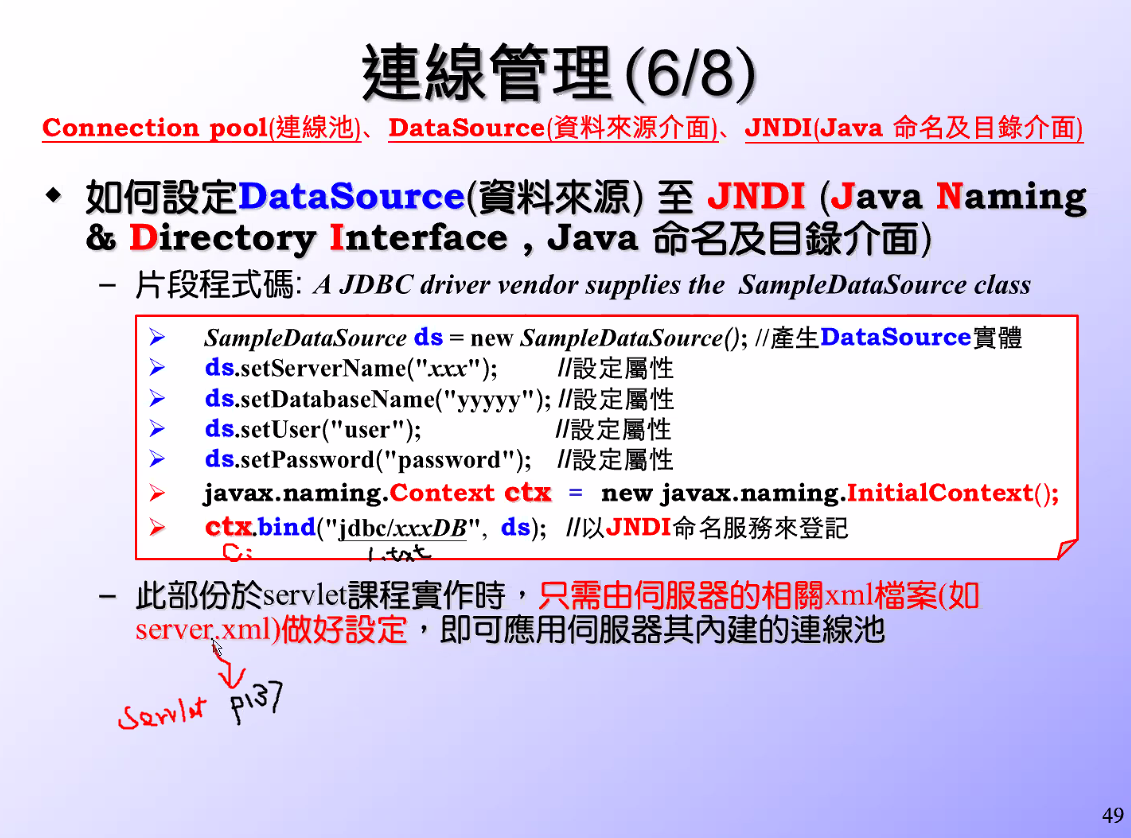 連線管理 (6/8)
Connection pool(連線池)、DataSource(資料來源介面)、JNDI(Java 命名及目錄介面)
如何設定DataSource(資料來源) 至 JNDI (Java Naming
& Directory Interface , Java 命名及目錄介面)
– 片段程式碼: A JDBC driver vendor supplies the SampleDataSource class
SampleDataSource ds = new SampleDataSource(); //產生DataSource實體
ds.setServerName("xxx"); //設定屬性
ds.setDatabaseName("yyyyy"); //設定屬性
ds.setUser("user"); //設定屬性
ds.setPassword("password"); //設定屬性
javax.naming.Context ctx = new javax.naming.InitialContext();
ctx.bind("jdbc/xxxDB", ds); //以JNDI命名服務來登記
– 此部份於servlet課程實作時，只需由伺服器的相關xml檔案(如
server.xml)做好設定，即可應用伺服器其內建的連線池
Servlet p137
49